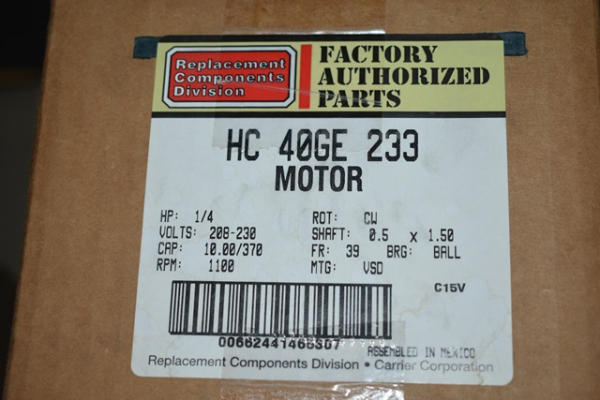 Replacement
Components
Division
FACTORY
AUTHORIZED
PARTS
HC 40GE 233
MOTOR
HP: 1/4 ROT: CW
VOLTS: 208-230 SHAFT: 0.5 x 1.50
CAP: 10.00/370 FR: 39 BRG: BALL
RPM: 1100 MTG: VSD
C15V
ASSEMBLED IN MEXICO
Replacement Components Division • Carrier Corporation